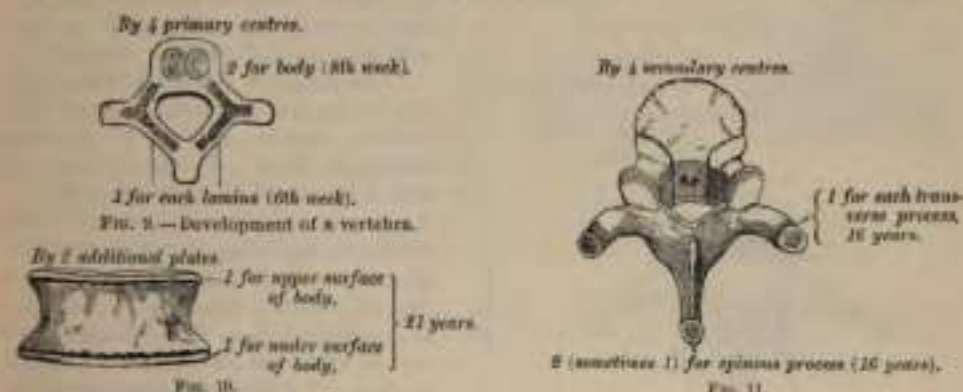 By 4 primary centres.
2 for body (8th week).
1 for each lamina (6th week).
FIG. 9.—Development of a vertebra.
By 2 additional plates
1 for upper surface
of body,
1 for under surface
of body,
21 years.
FIG. 10.
By 4 secondary centres.
1 for each trans-
verse process,
16 years.
2 (sometimes 1) for spinous process (16 years).
FIG. 11.